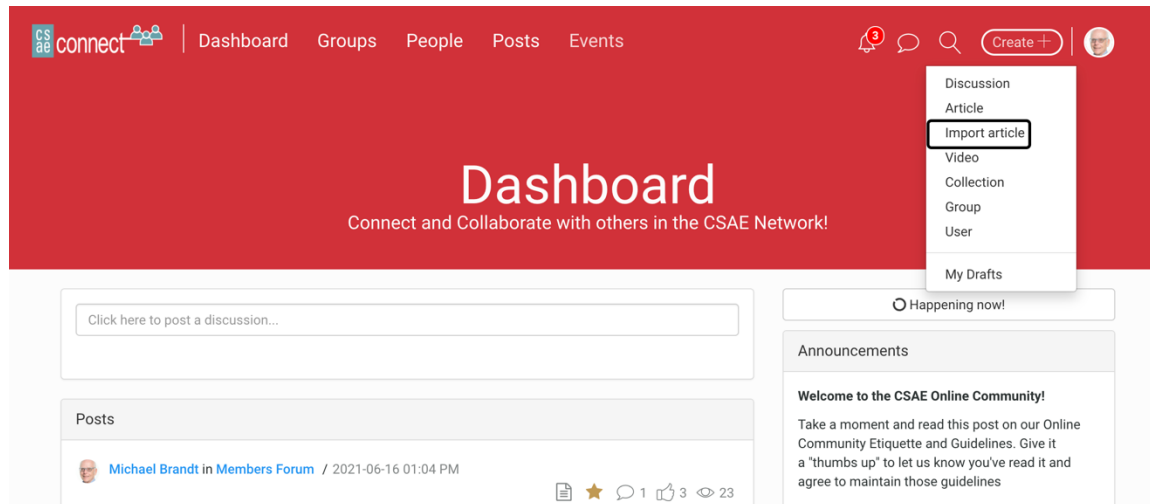 cs
ae connect
Dashboard Groups People Posts Events
3
Create +
Discussion
Article
Import article
Video
Collection
Group
User
My Drafts
Dashboard
Connect and Collaborate with others in the CSAE Network!
Click here to post a discussion...
Happening now!
Announcements
Welcome to the CSAE Online Community!
Take a moment and read this post on our Online
Community Etiquette and Guidelines. Give it
a "thumbs up" to let us know you've read it and
agree to maintain those guidelines
Posts
Michael Brandt in Members Forum / 2021-06-16 01:04 PM
1 3 23